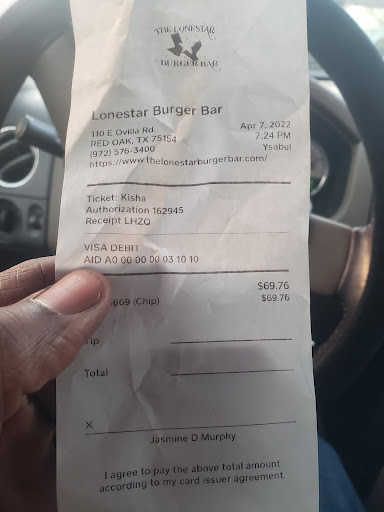 THE LONESTAR
BURGER BAR
Lonestar Burger Bar
110 E Ovilla Rd.
RED OAK, TX 75154
(972) 576-3400
https://www.thelonestarburgerbar.com/
Apr 7, 2022
7:24 PM
Ysabel
Ticket: Kisha
Authorization 162945
Receipt LHZQ
VISA DEBIT
AID A0 00 00 00 03 10 10
$69.76
869 (Chip) $69.76
Tip
Total
X
Jasmine D Murphy
I agree to pay the above total amount
according to my card issuer agreement.